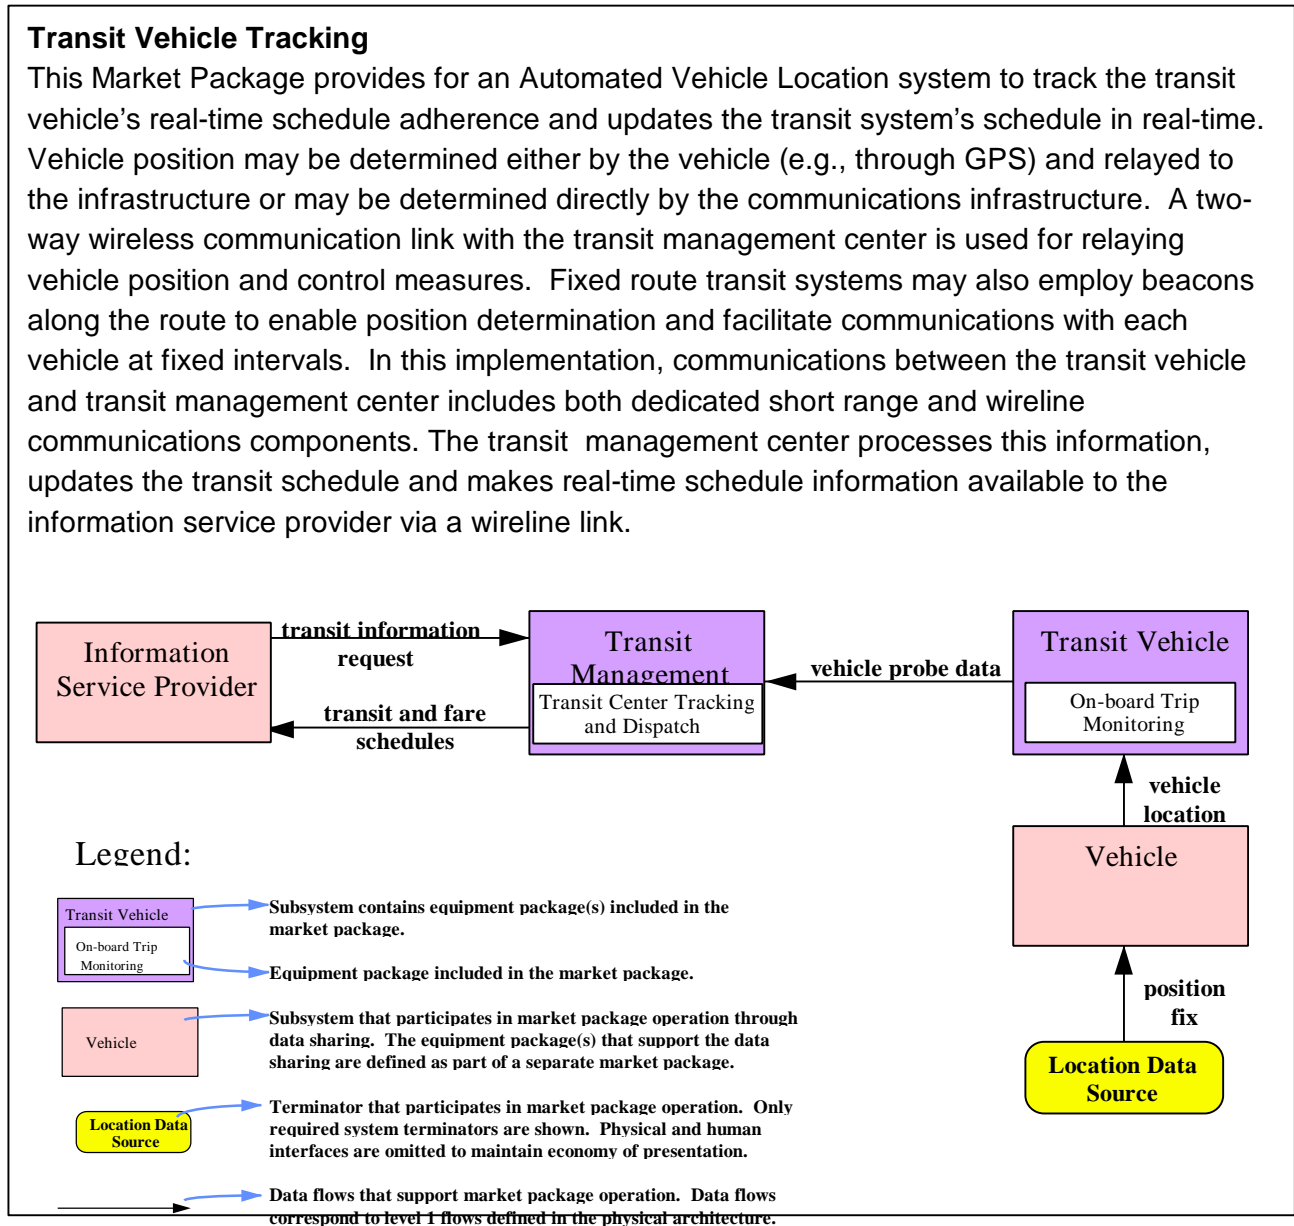 Transit Vehicle Tracking
This Market Package provides for an Automated Vehicle Location system to track the transit
vehicle’s real-time schedule adherence and updates the transit system’s schedule in real-time.
Vehicle position may be determined either by the vehicle (e.g., through GPS) and relayed to
the infrastructure or may be determined directly by the communications infrastructure.  A two-
way wireless communication link with the transit management center is used for relaying
vehicle position and control measures.  Fixed route transit systems may also employ beacons
along the route to enable position determination and facilitate communications with each
vehicle at fixed intervals.  In this implementation, communications between the transit vehicle
and transit management center includes both dedicated short range and wireline
communications components. The transit  management center processes this information,
updates the transit schedule and makes real-time schedule information available to the
information service provider via a wireline link.
Information
Service Provider
transit information
request
transit and fare
schedules
Transit
Management
Transit Center Tracking
and Dispatch
vehicle probe data
Transit Vehicle
On-board Trip
Monitoring
vehicle
location
Vehicle
position
fix
Location Data
Source
Legend:
Transit Vehicle
On-board Trip
Monitoring
Subsystem contains equipment package(s) included in the
market package.
Equipment package included in the market package.
Vehicle
Subsystem that participates in market package operation through
data sharing.  The equipment package(s) that support the data
sharing are defined as part of a separate market package.
Location Data
Source
Terminator that participates in market package operation.  Only
required system terminators are shown.  Physical and human
interfaces are omitted to maintain economy of presentation.
Data flows that support market package operation.  Data flows
correspond to level 1 flows defined in the physical architecture.